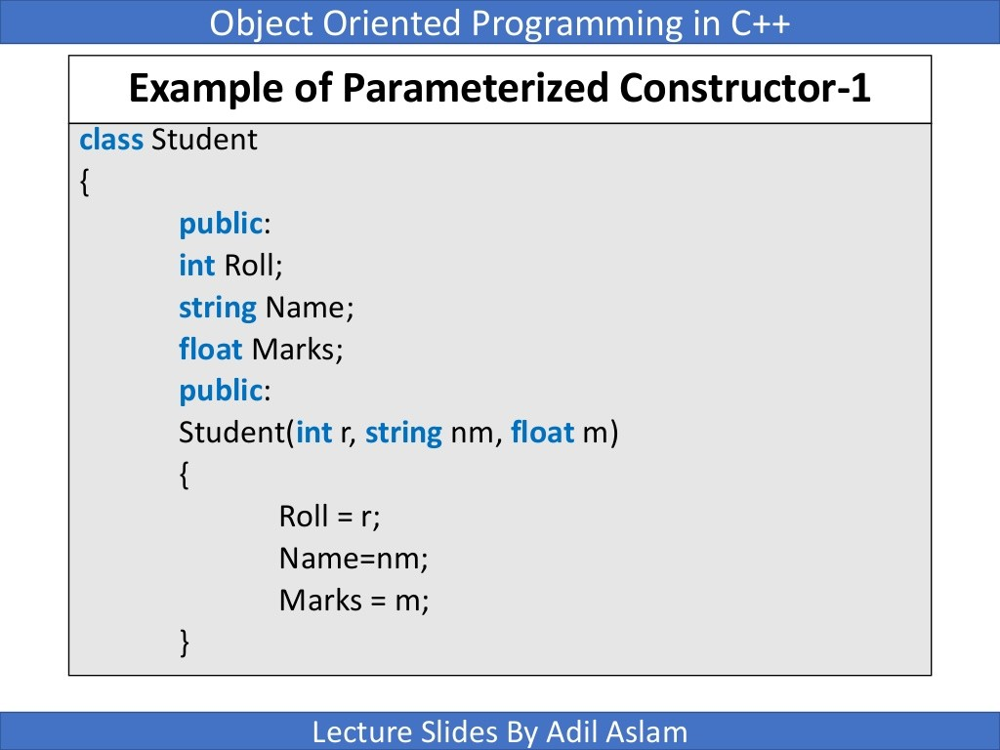 Object Oriented Programming in C++
Example of Parameterized Constructor-1
class Student
{
public:
int Roll;
string Name;
float Marks;
public:
Student(int r, string nm, float m)
{
Roll = r;
Name=nm;
Marks = m;
}
Lecture Slides By Adil Aslam